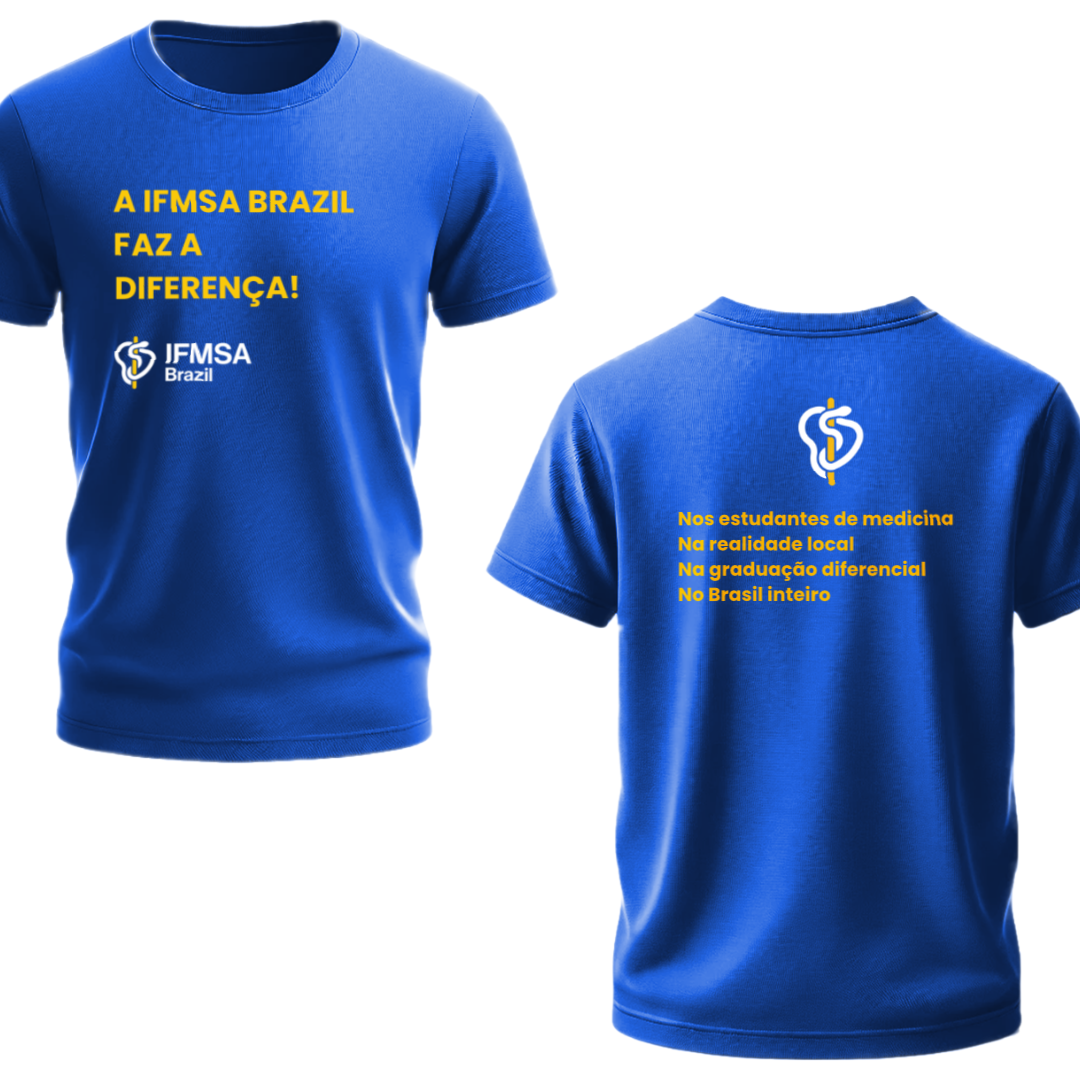 A IFMSA BRAZIL
FAZ A
DIFERENÇA!
IFMSA
Brazil
Nos estudantes de medicina
Na realidade local
Na graduação diferencial
No Brasil inteiro